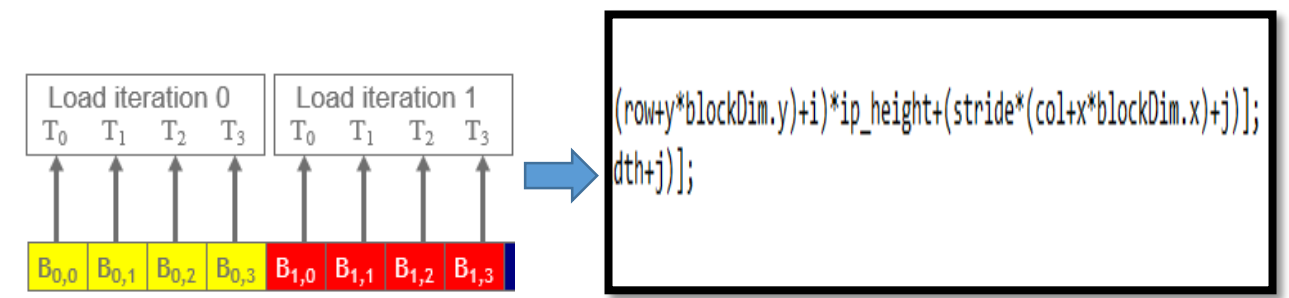 Load iteration 0 Load iteration 1
T0 T1 T2 T3 T0 T1 T2 T3
B0,0 B0,1 B0,2 B0,3 B1,0 B1,1 B1,2 B1,3
(row+y*blockDim.y)+i)*ip_height+(stride*(col+x*blockDim.x)+j)];
dth+j)];